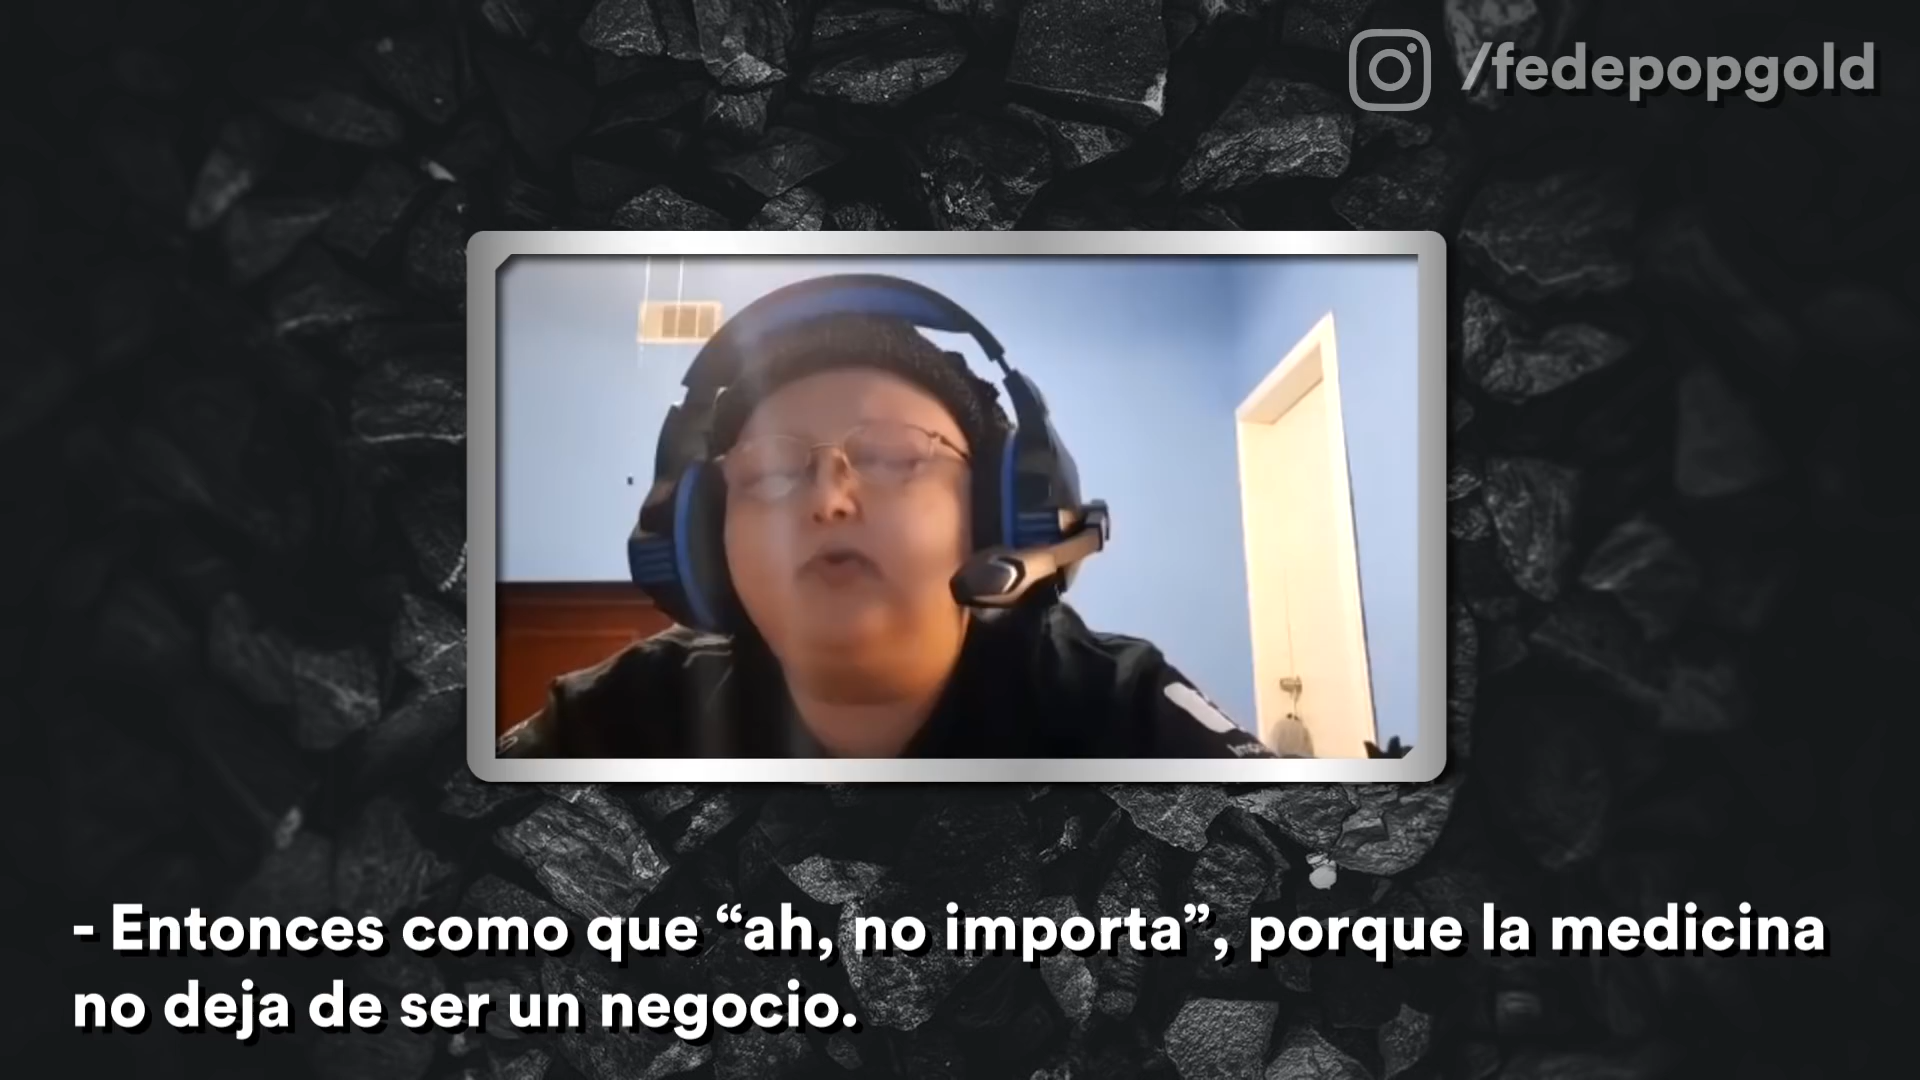 /fedepopgold
- Entonces como que “ah, no importa”, porque la medicina
no deja de ser un negocio.